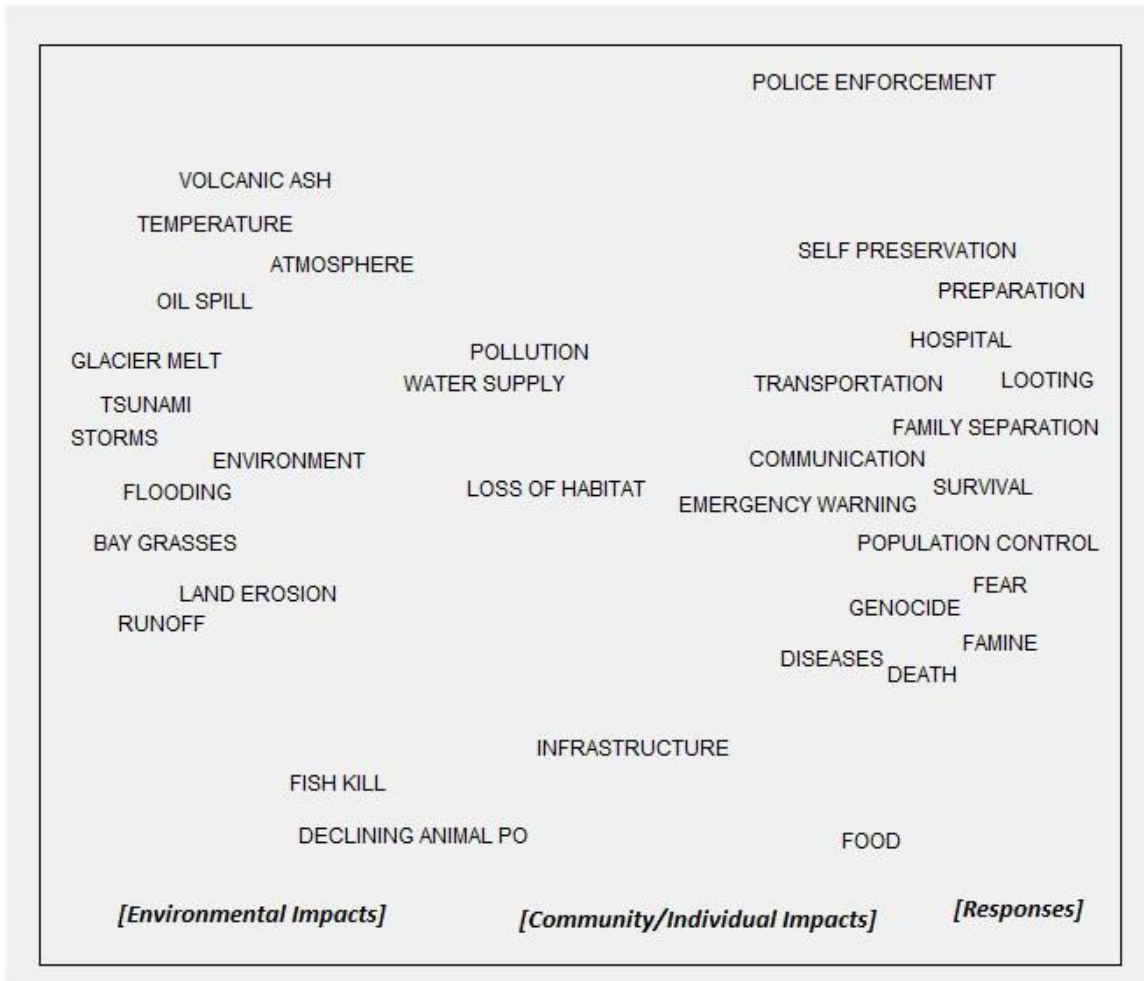 POLICE ENFORCEMENT
VOLCANIC ASH
TEMPERATURE
SELF PRESERVATION
ATMOSPHERE
PREPARATION
OIL SPILL
HOSPITAL
POLLUTION
GLACIER MELT
LOOTING
WATER SUPPLY
TRANSPORTATION
TSUNAMI
FAMILY SEPARATION
STORMS
COMMUNICATION
ENVIRONMENT
SURVIVAL
LOSS OF HABITAT
FLOODING
EMERGENCY WARNING
BAY GRASSES
POPULATION CONTROL
FEAR
LAND EROSION
GENOCIDE
RUNOFF
FAMINE
DISEASES
DEATH
INFRASTRUCTURE
FISH KILL
DECLINING ANIMAL PO
FOOD
[Environmental Impacts]
[Community/Individual Impacts]
[Responses]